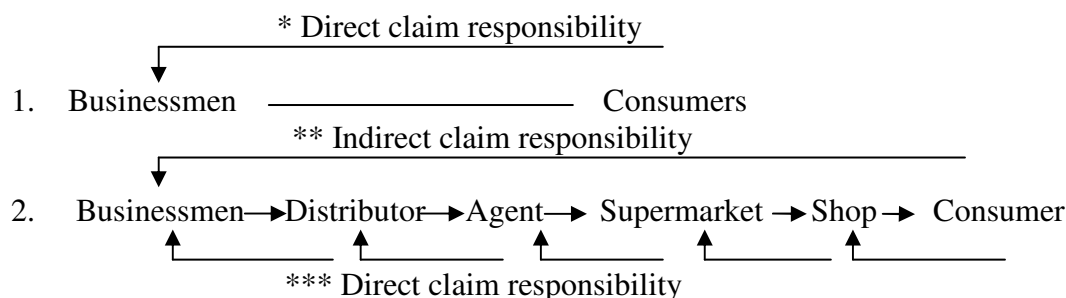 * Direct claim responsibility
1. Businessmen Consumers
** Indirect claim responsibility
2. Businessmen Distributor Agent Supermarket Shop Consumer
*** Direct claim responsibility